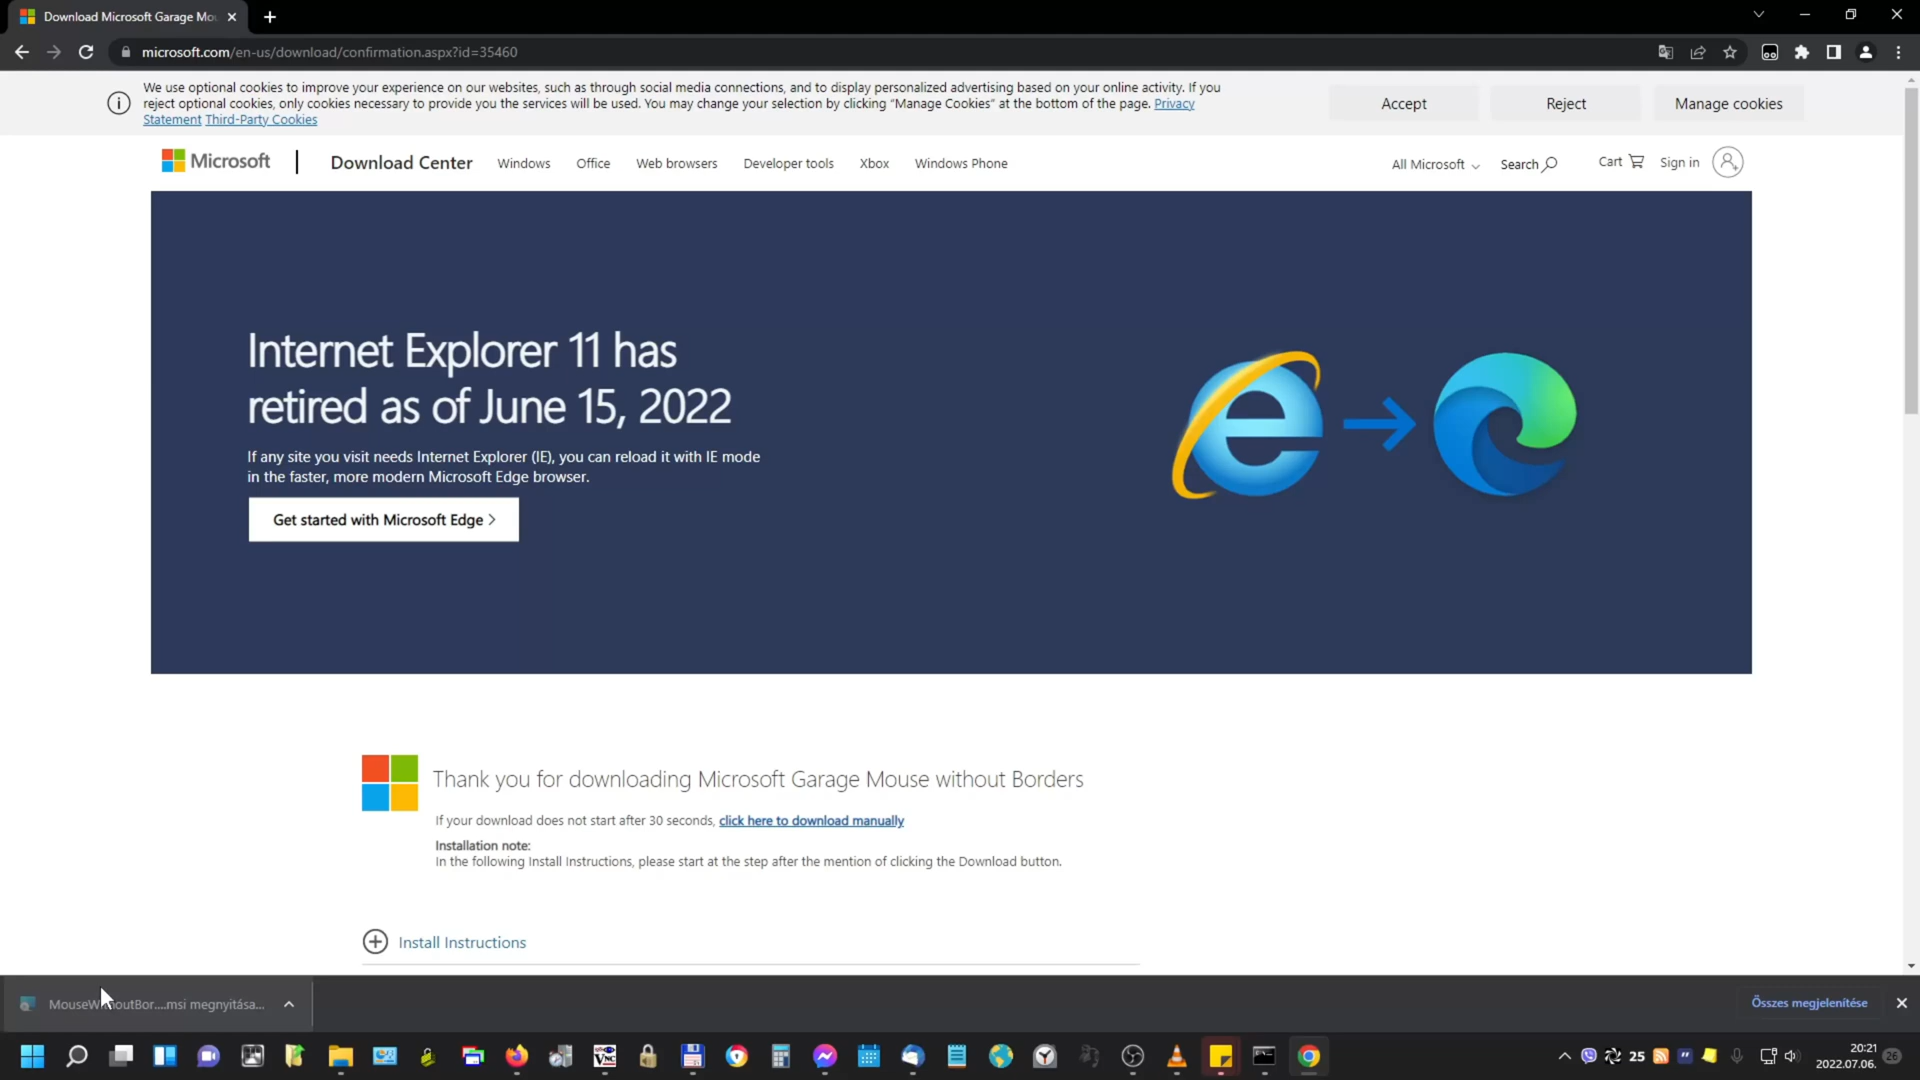 Download Microsoft Garage Mou
microsoft.com/en-us/download/confirmation.aspx?id=35460
We use optional cookies to improve your experience on our websites, such as through social media connections, and to display personalized advertising based on your online activity. If you
reject optional cookies, only cookies necessary to provide you the services will be used. You may change your selection by clicking “Manage Cookies” at the bottom of the page. Privacy
Statement Third-Party Cookies
Accept
Reject
Manage cookies
Microsoft
Download Center
Windows
Office
Web browsers
Developer tools
Xbox
Windows Phone
All Microsoft
Search
Cart
Sign in
Internet Explorer 11 has
retired as of June 15, 2022
If any site you visit needs Internet Explorer (IE), you can reload it with IE mode
in the faster, more modern Microsoft Edge browser.
Get started with Microsoft Edge >
Thank you for downloading Microsoft Garage Mouse without Borders
If your download does not start after 30 seconds, click here to download manually
Installation note:
In the following Install Instructions, please start at the step after the mention of clicking the Download button.
Install Instructions
msi megnyitása...
Összes megjelenítése
25
20:21
2022.07.06.
26